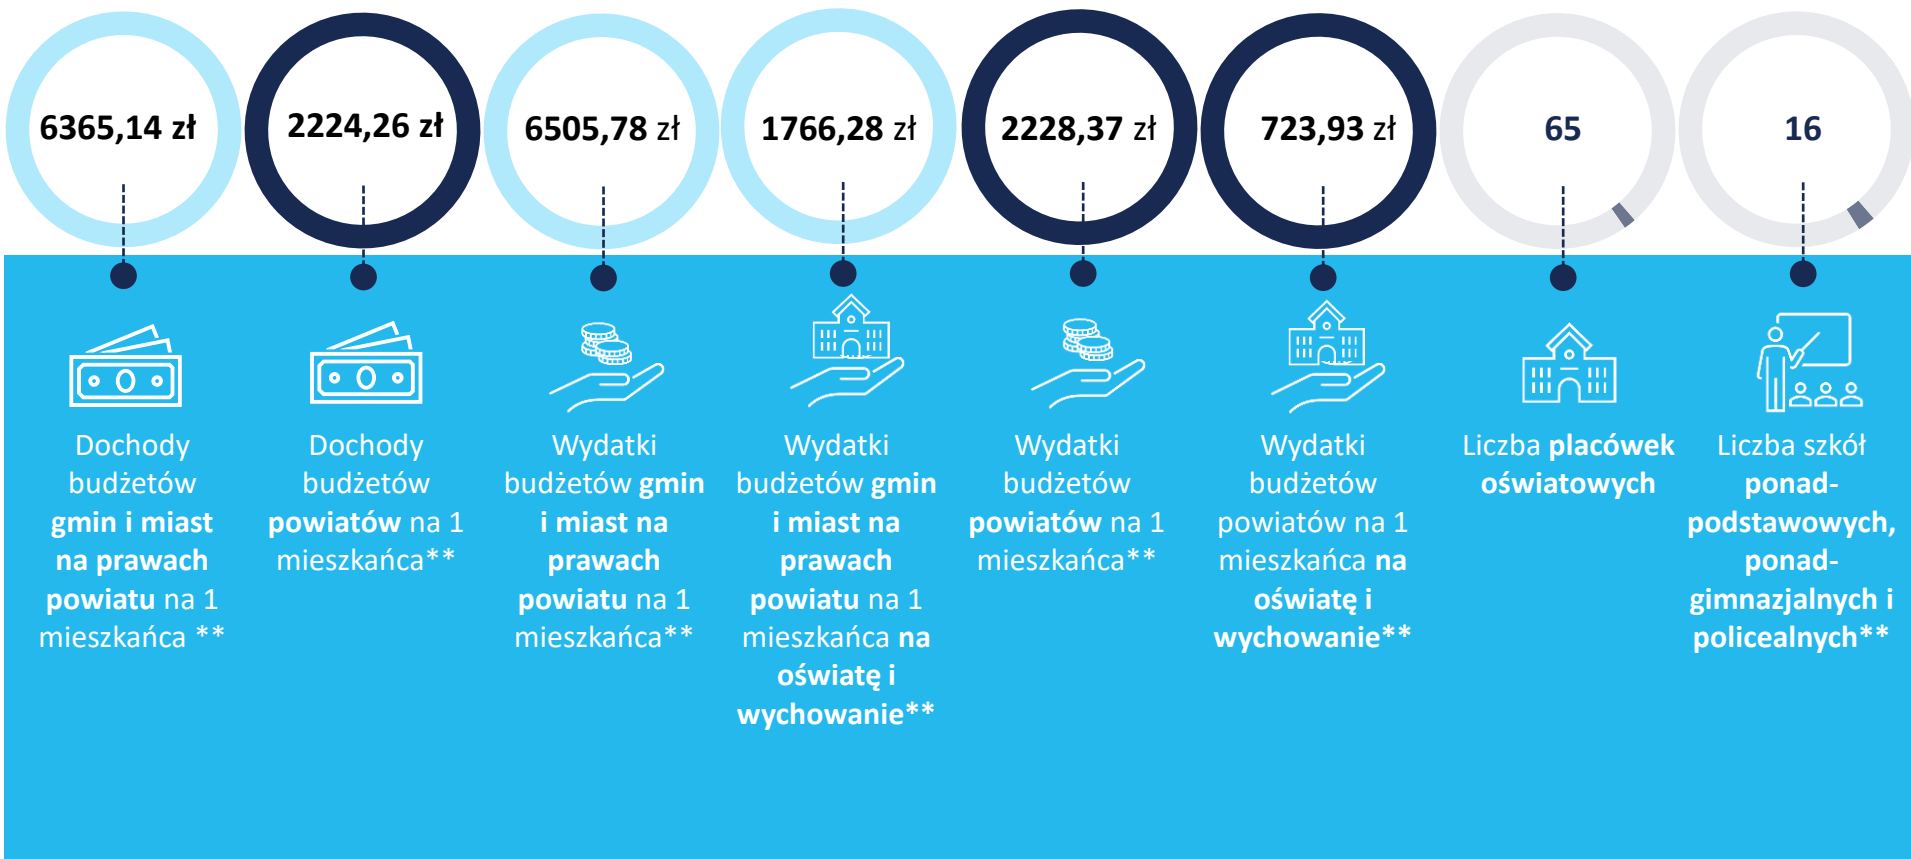 6365,14 zł
2224,26 zł
6505,78 zł
1766,28 zł
2228,37 zł
723,93 zł
65
16
Dochody
budżetów
gmin i miast
na prawach
powiatu na 1
mieszkańca **
Dochody
budżetów
powiatów na 1
mieszkańca**
Wydatki
budżetów gmin
i miast na
prawach
powiatu na 1
mieszkańca**
Wydatki
budżetów gmin
i miast na
prawach
powiatu na 1
mieszkańca na
oświatę i
wychowanie**
Wydatki
budżetów
powiatów na 1
mieszkańca**
Wydatki
budżetów
powiatów na 1
mieszkańca na
oświatę i
wychowanie**
Liczba placówek
oświatowych
Liczba szkół
ponad-
podstawowych,
ponad-
gimnazjalnych i
policealnych**